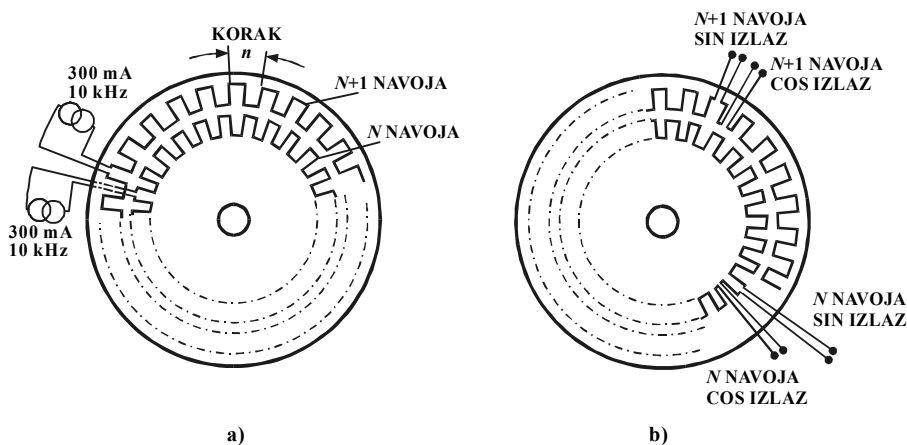 KORAK
n
300 mA
10 kHz
N+1 NAVOJA
N NAVOJA
300 mA
10 kHz
a)
N+1 NAVOJA
SIN IZLAZ
N+1 NAVOJA
COS IZLAZ
N NAVOJA
SIN IZLAZ
N NAVOJA
COS IZLAZ
b)